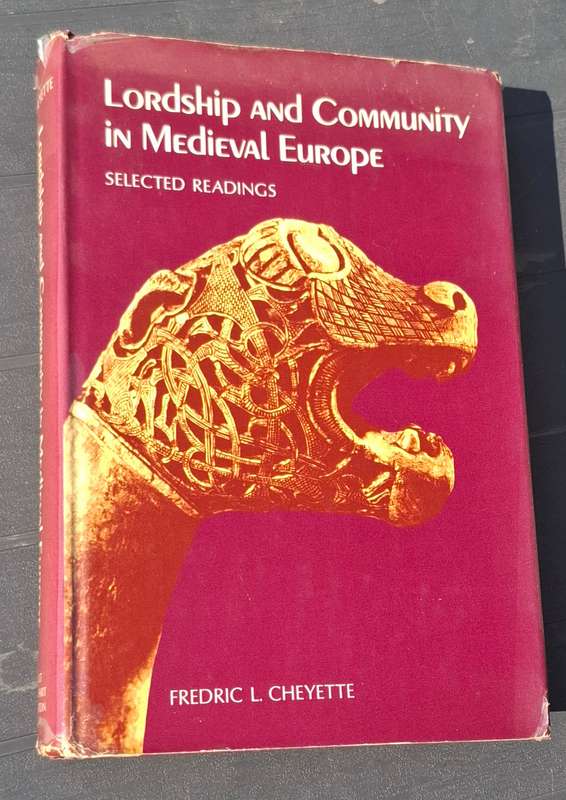 Lordship and Community
in Medieval Europe
SELECTED READINGS
FREDRIC L. CHEYETTE